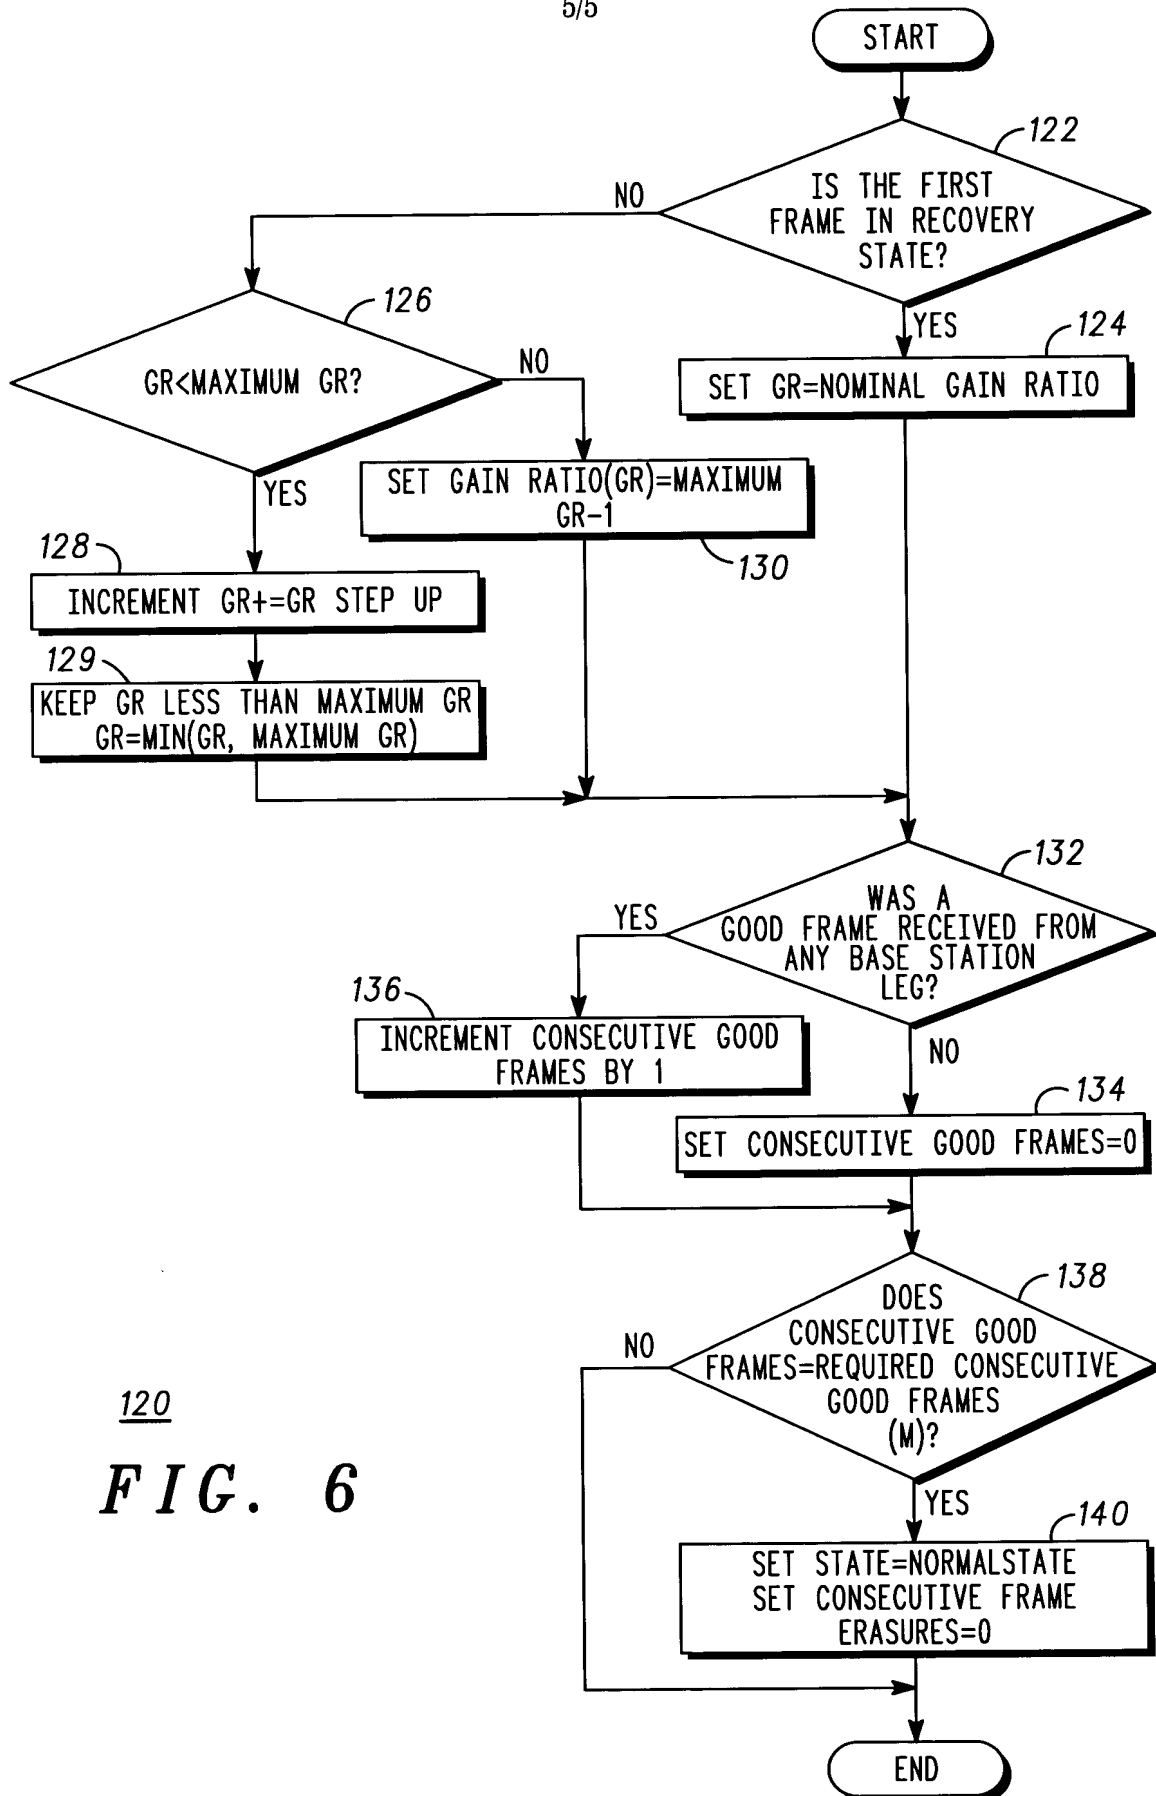 5/5
START
122
IS THE FIRST
FRAME IN RECOVERY
STATE?
NO
YES
126
GR<MAXIMUM GR?
NO
YES
124
SET GR=NOMINAL GAIN RATIO
SET GAIN RATIO(GR)=MAXIMUM
GR-1
130
128
INCREMENT GR+=GR STEP UP
129
KEEP GR LESS THAN MAXIMUM GR
GR=MIN(GR, MAXIMUM GR)
132
WAS A
GOOD FRAME RECEIVED FROM
ANY BASE STATION
LEG?
YES
NO
136
INCREMENT CONSECUTIVE GOOD
FRAMES BY 1
134
SET CONSECUTIVE GOOD FRAMES=0
138
DOES
CONSECUTIVE GOOD
FRAMES=REQUIRED CONSECUTIVE
GOOD FRAMES
(M)?
NO
YES
140
SET STATE=NORMALSTATE
SET CONSECUTIVE FRAME
ERASURES=0
END
120
FIG. 6